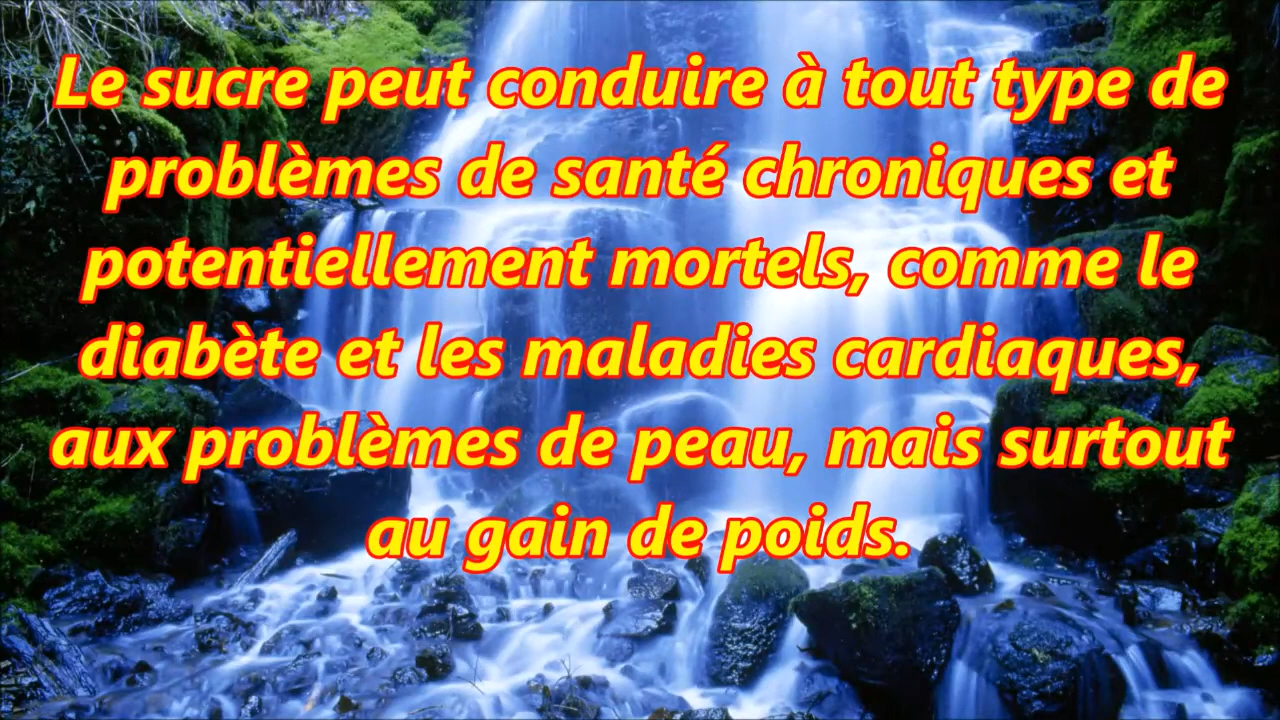 Le sucre peut conduire à tout type de
problèmes de santé chroniques et
potentiellement mortels, comme le
diabète et les maladies cardiaques,
aux problèmes de peau, mais surtout
au gain de poids.